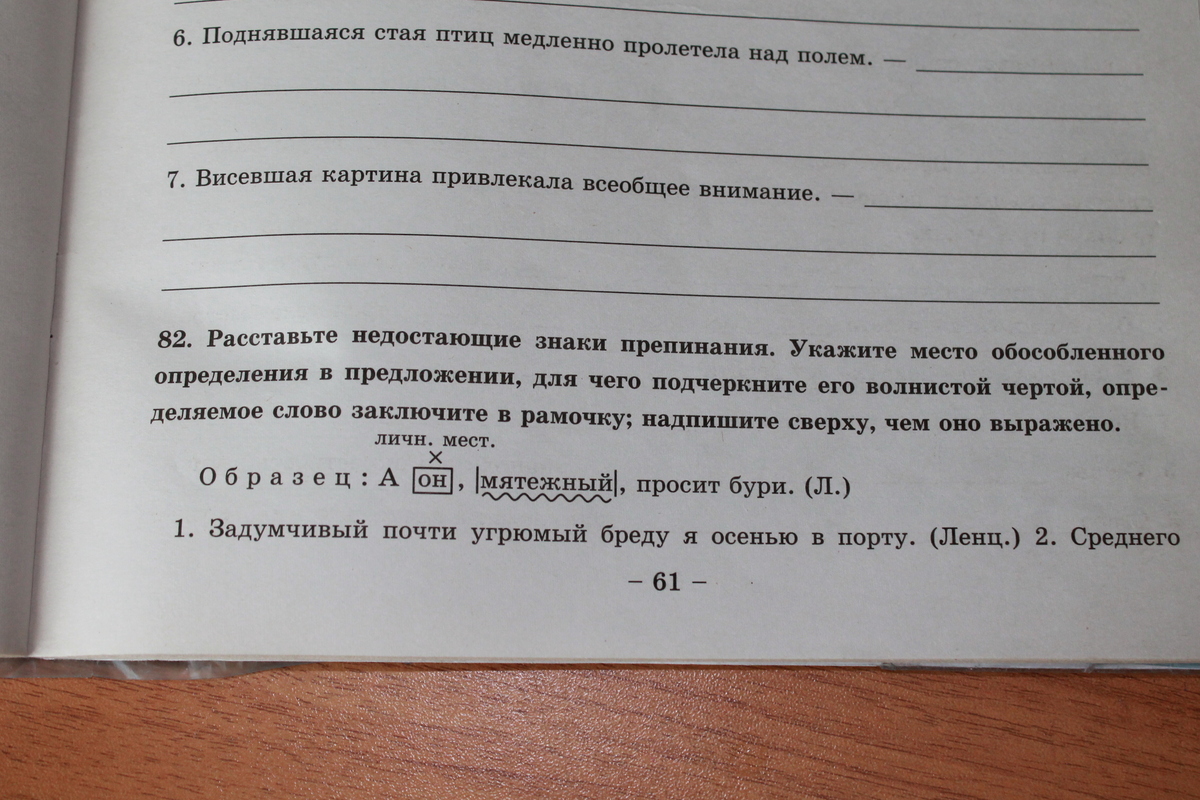 6. Поднявшаяся стая птиц медленно пролетела над полем. —
7. Висевшая картина привлекала всеобщее внимание. —
82. Расставьте недостающие знаки препинания. Укажите место обособленного
определения в предложении, для чего подчеркните его волнистой чертой, опре-
деляемое слово заключите в рамочку; надпишите сверху, чем оно выражено.
личн. мест.
×
Образец: А он, |мятежный|, просит бури. (Л.)
1. Задумчивый почти угрюмый бреду я осенью в порту. (Ленц.) 2. Среднего
– 61 –